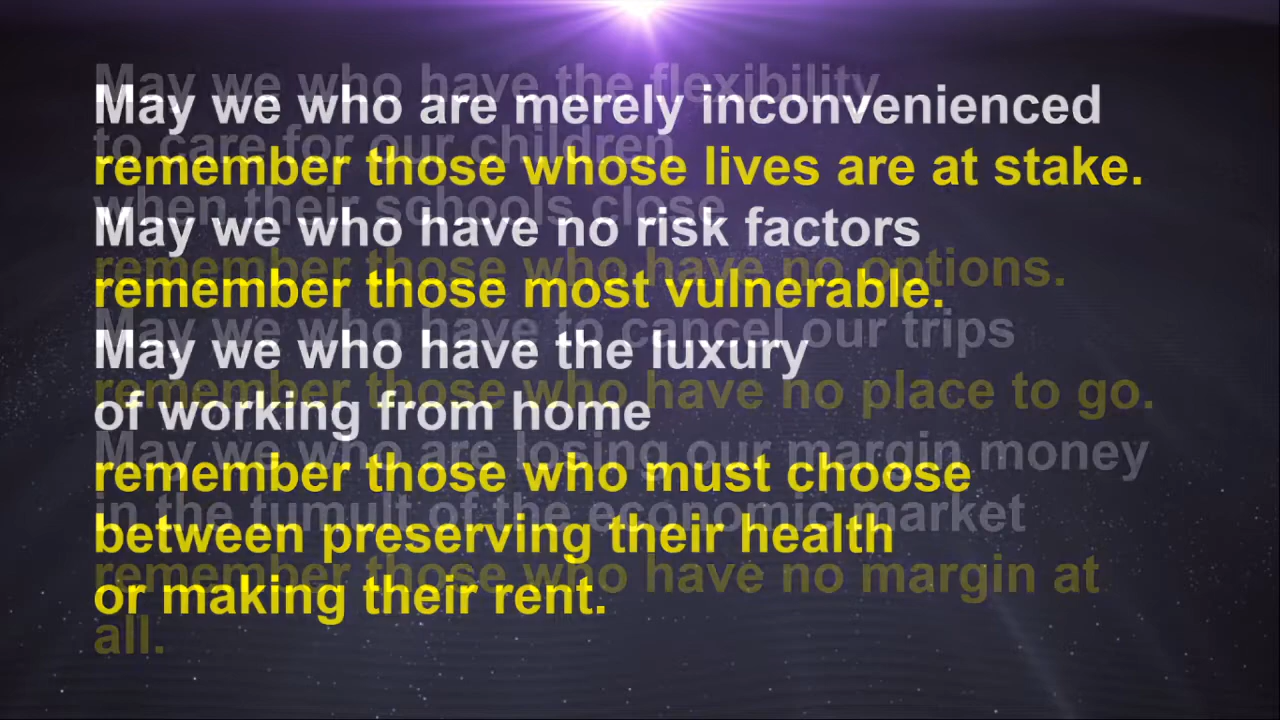 May we who are merely inconvenienced
remember those whose lives are at stake.
May we who have no risk factors
remember those most vulnerable.
May we who have the luxury
of working from home
remember those who must choose
between preserving their health
or making their rent.
May we who have the flexibility
to care for our children
when their schools close
remember those who have no options.
May we who have to cancel our trips
remember those who have no place to go.
May we who are losing our margin money
in the tumult of the economic market
remember those who have no margin at
all.